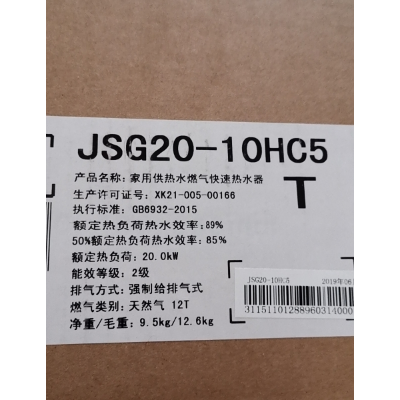 JSG20-10HC5
产品名称: 家用供热水燃气快速热水器
T
生产许可证号: XK21-005-00166
执行标准: GB6932-2015
额定热负荷热水效率: 89%
50%额定热负荷热水效率: 85%
额定热负荷: 20.0kW
能效等级: 2级
排气方式: 强制给排气式
燃气类别: 天然气 12T
净重/毛重: 9.5kg/12.6kg
2019年06
31151101288960314000